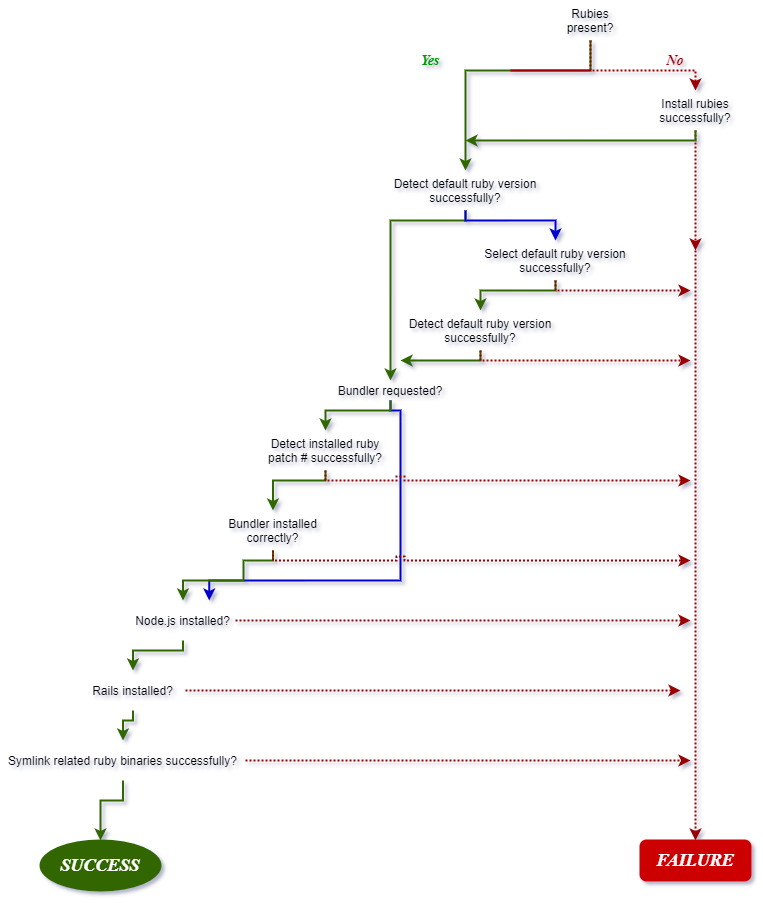 Rubies
present?
Yes
No
Install rubies
successfully?
Detect default ruby version
successfully?
Select default ruby version
successfully?
Detect default ruby version
successfully?
Bundler requested?
Detect installed ruby
patch # successfully?
Bundler installed
correctly?
Node.js installed?
Rails installed?
Symlink related ruby binaries successfully?
SUCCESS
FAILURE